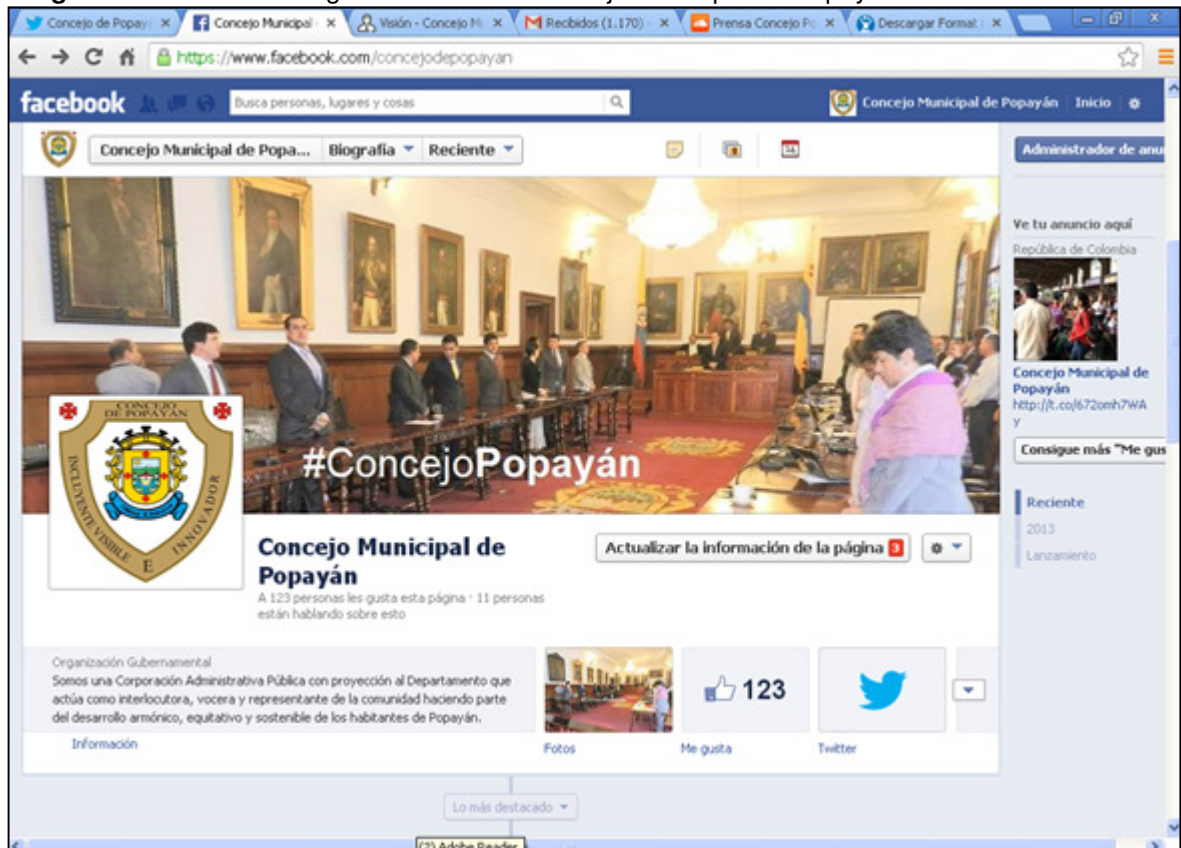 Concejo de Popay
Concejo Municipal
Visión - Concejo M
Recibidos (1.170)
Prensa Concejo Po
Descargar Format
https://www.facebook.com/concejodepopayan
facebook
Busca personas, lugares y cosas
Concejo Municipal de Popayán
Inicio
Concejo Municipal de Popa...
Biografía
Reciente
Administrador de anu
Ve tu anuncio aquí
República de Colombia
Concejo Municipal de
Popayán
http://t.co/672omh7WA
y
Consigue más "Me gus
Reciente
2013
Lanzamiento
#ConcejoPopayán
CONCEJO
DE POPAYAN
INCLUYENTE VISIBLE E INNOVADOR
Concejo Municipal de
Popayán
A 123 personas les gusta esta página · 11 personas
están hablando sobre esto
Actualizar la información de la página 3
Organización Gubernamental
Somos una Corporación Administrativa Pública con proyección al Departamento que
actúa como interlocutora, vocera y representante de la comunidad haciendo parte
del desarrollo armónico, equitativo y sostenible de los habitantes de Popayán.
Información
123
Fotos
Me gusta
Twitter
Lo más destacado
(2) Adobe Reader